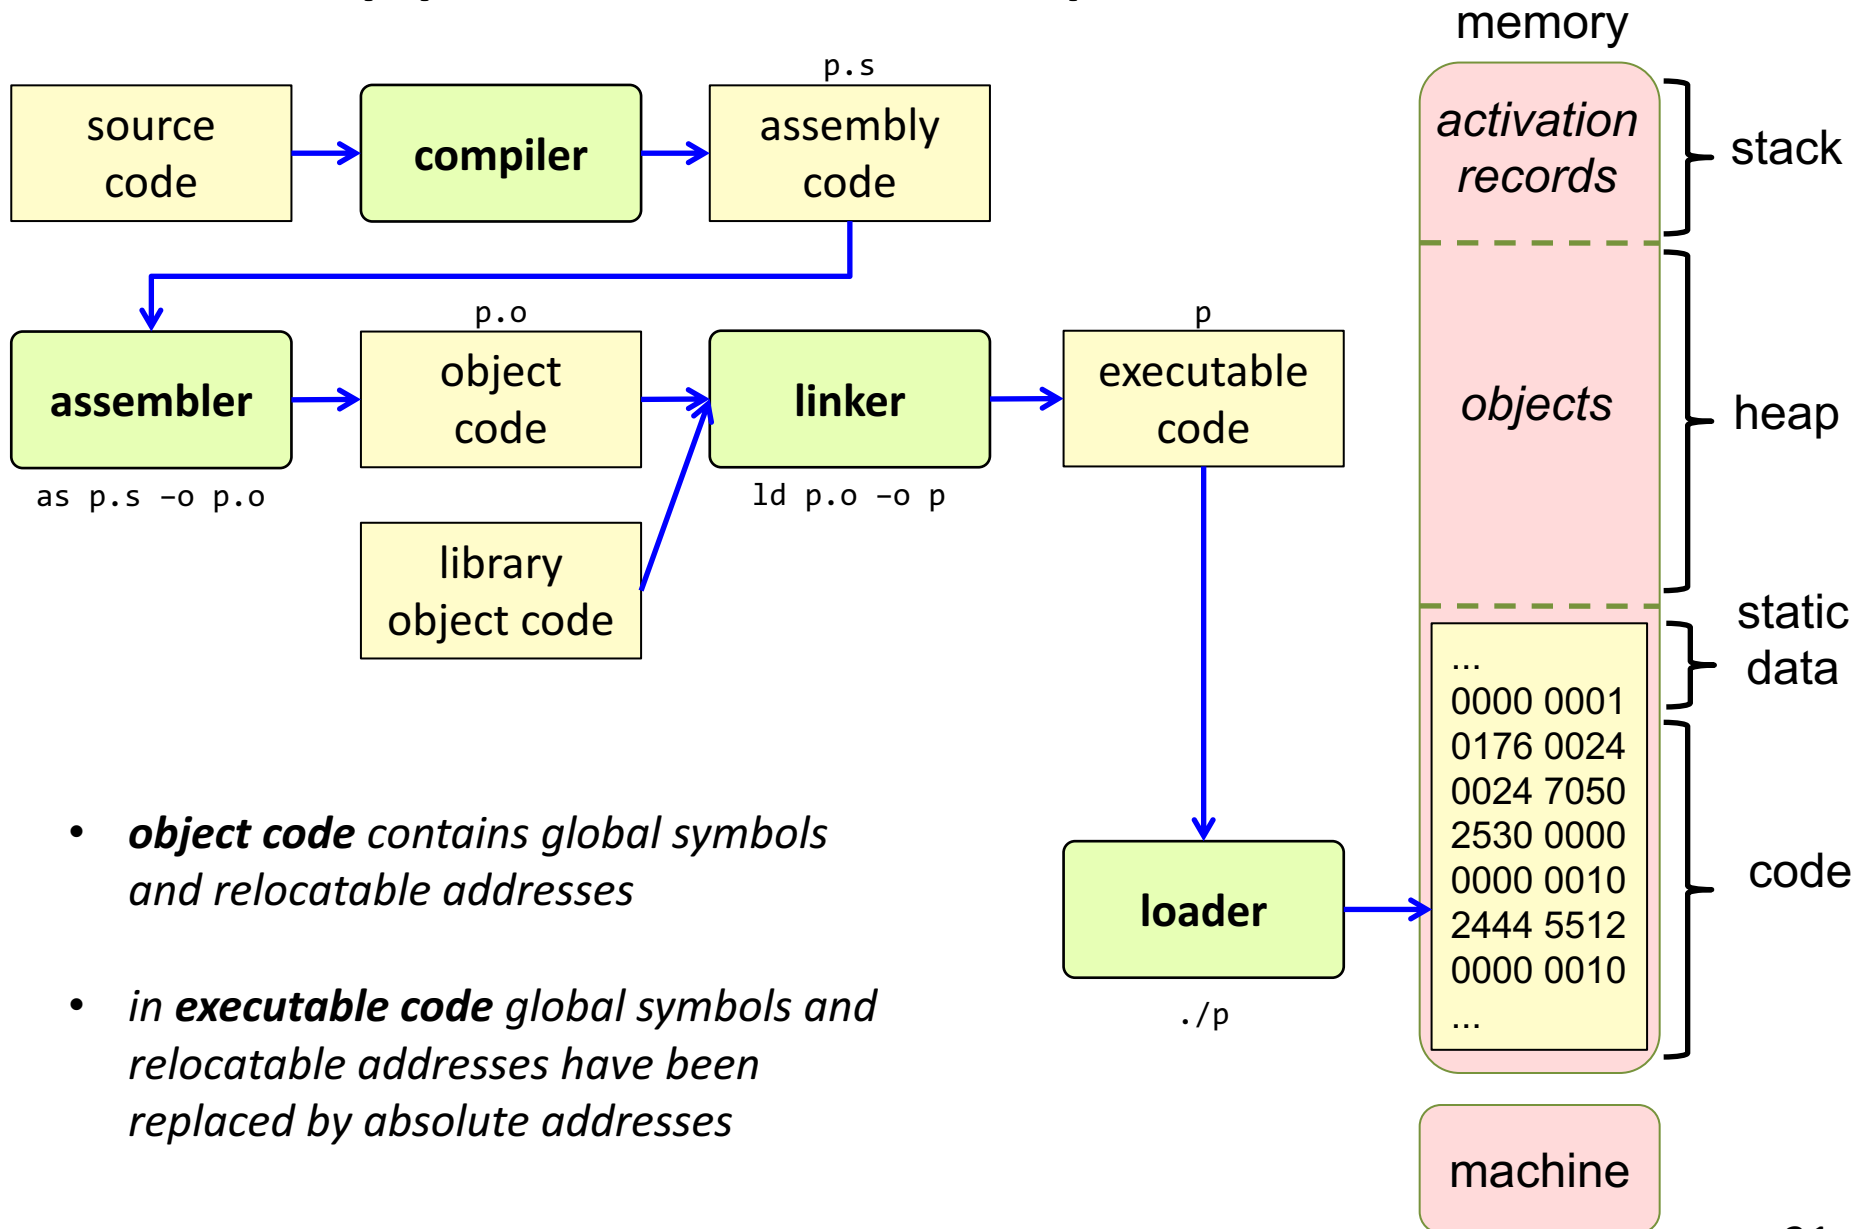 memory
p.s
source
code
compiler
assembly
code
activation
records
stack
p.o
p
assembler
object
code
linker
executable
code
objects
heap
as p.s –o p.o
ld p.o –o p
library
object code
static
data
...
0000 0001
0176 0024
0024 7050
2530 0000
0000 0010
2444 5512
0000 0010
...
code
• object code contains global symbols
and relocatable addresses
loader
./p
• in executable code global symbols and
relocatable addresses have been
replaced by absolute addresses
machine